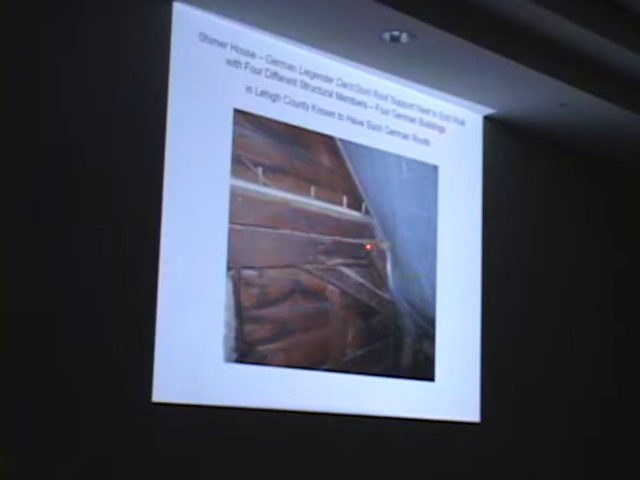 Shimer House – German Liegender Dachstuhl Roof Support Next to End Wall
with Four Different Structural Members – Four German Buildings
in Lehigh County Known to Have Such German Roofs